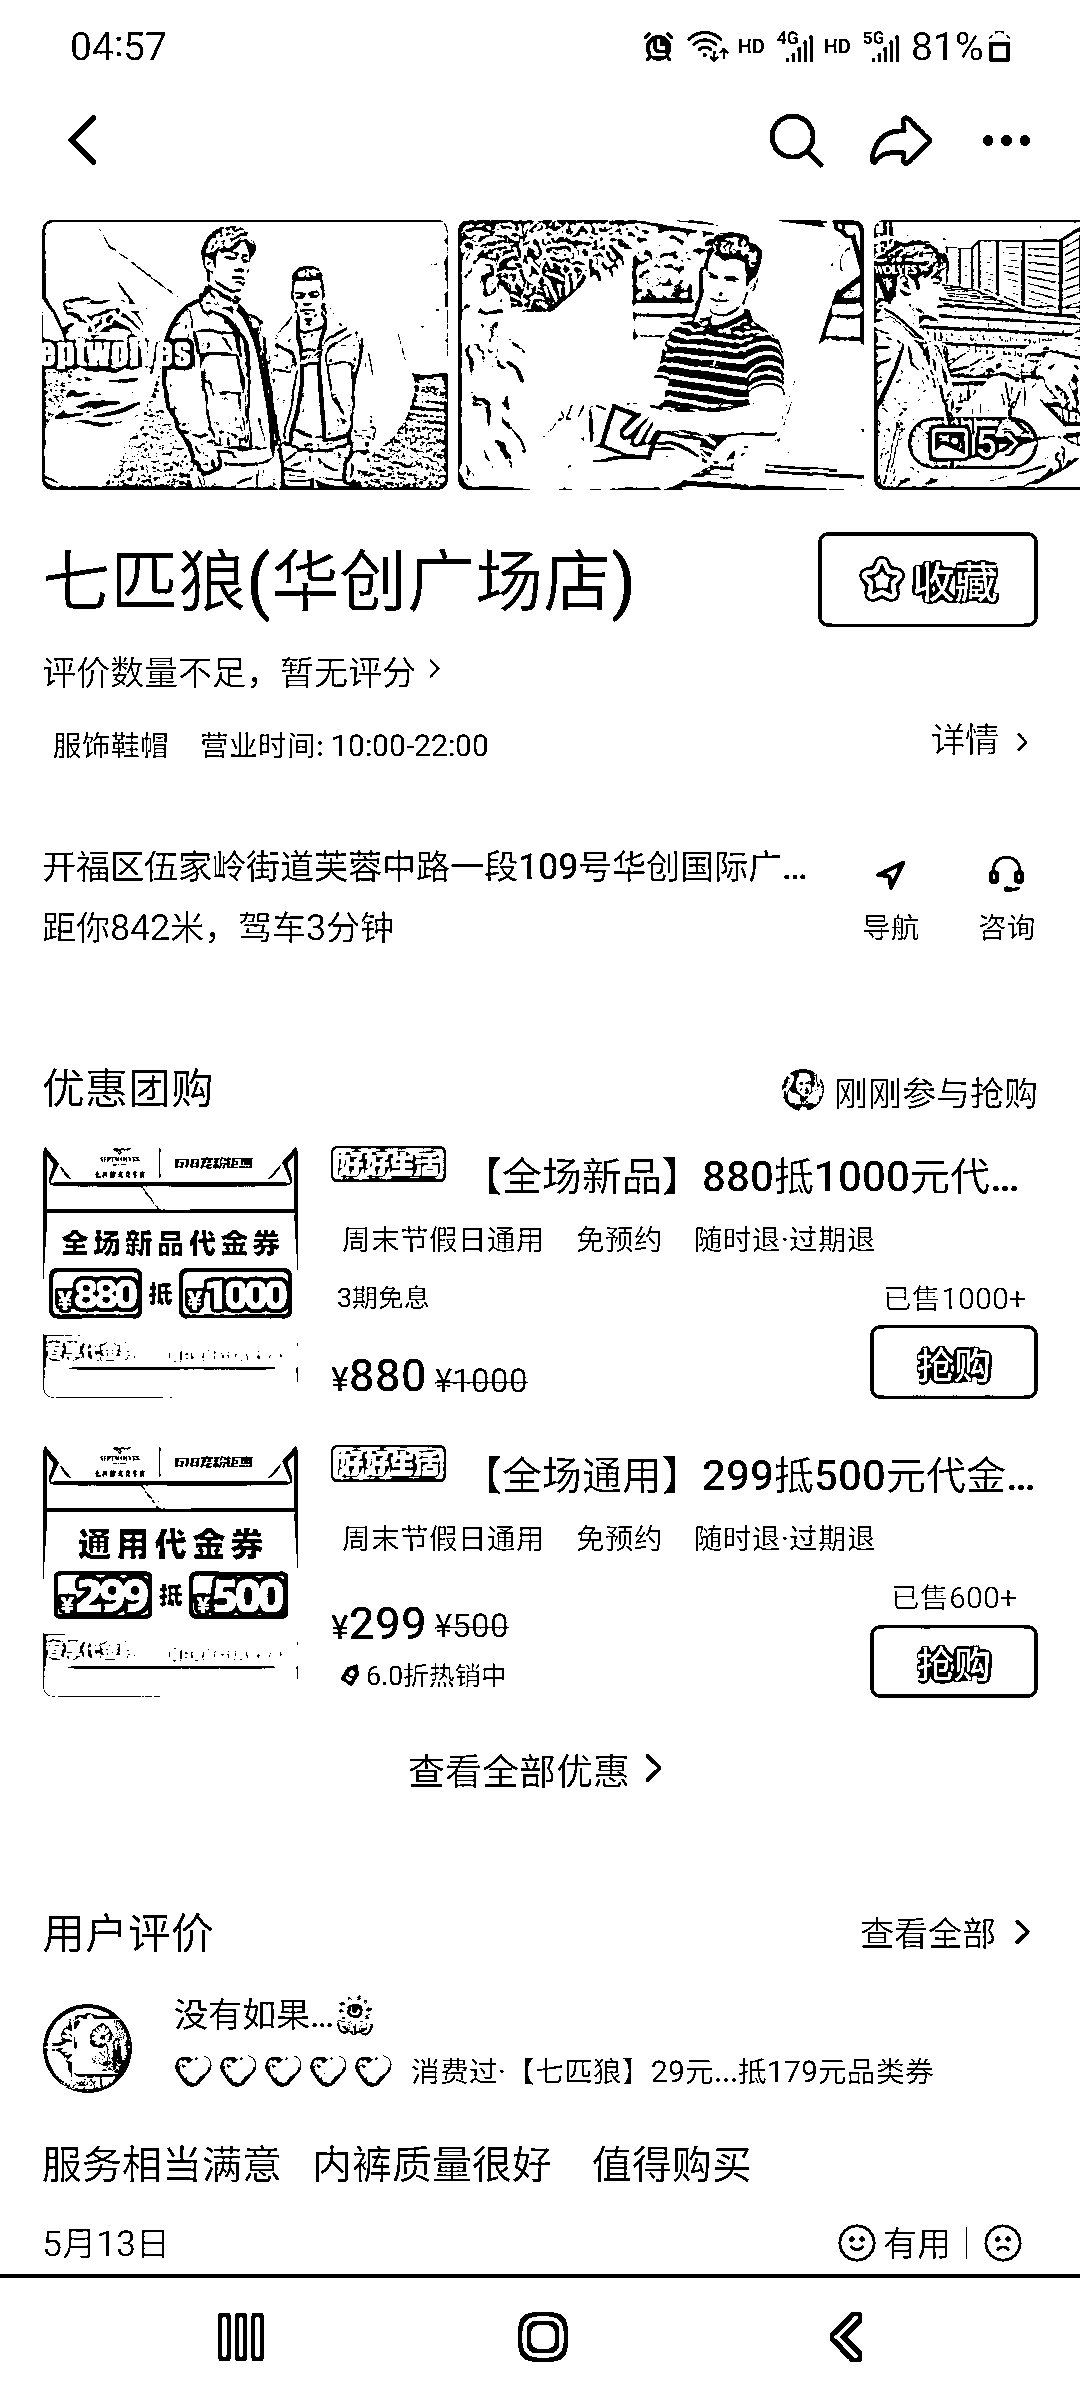 04:57
HD 4G HD 5G 81%
eptwolves
WOLVES
5
七匹狼(华创广场店)
收藏
评价数量不足，暂无评分
服饰鞋帽 营业时间: 10:00-22:00
详情
开福区伍家岭街道芙蓉中路一段109号华创国际广...
距你842米，驾车3分钟
导航
咨询
优惠团购
刚刚参与抢购
SEPTWOLVES
618宠粉钜惠
全场新品代金券
¥880 抵 ¥1000
好好生活
【全场新品】880抵1000元代...
周末节假日通用 免预约 随时退·过期退
3期免息
已售1000+
¥880 ¥1000
抢购
SEPTWOLVES
618宠粉钜惠
通用代金券
¥299 抵 ¥500
好好生活
【全场通用】299抵500元代金...
周末节假日通用 免预约 随时退·过期退
已售600+
¥299 ¥500
抢购
6.0折热销中
查看全部优惠
用户评价
查看全部
没有如果...
消费过·【七匹狼】29元...抵179元品类券
服务相当满意 内裤质量很好 值得购买
5月13日
有用